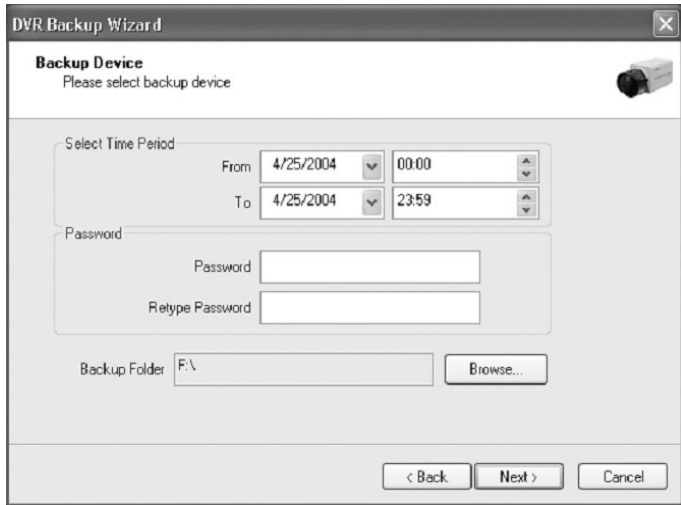 DVR Backup Wizard
Backup Device
Please select backup device
Select Time Period
From 4/25/2004 00:00
To 4/25/2004 23:59
Password
Password
Retype Password
Backup Folder F:\ Browse...
< Back Next > Cancel